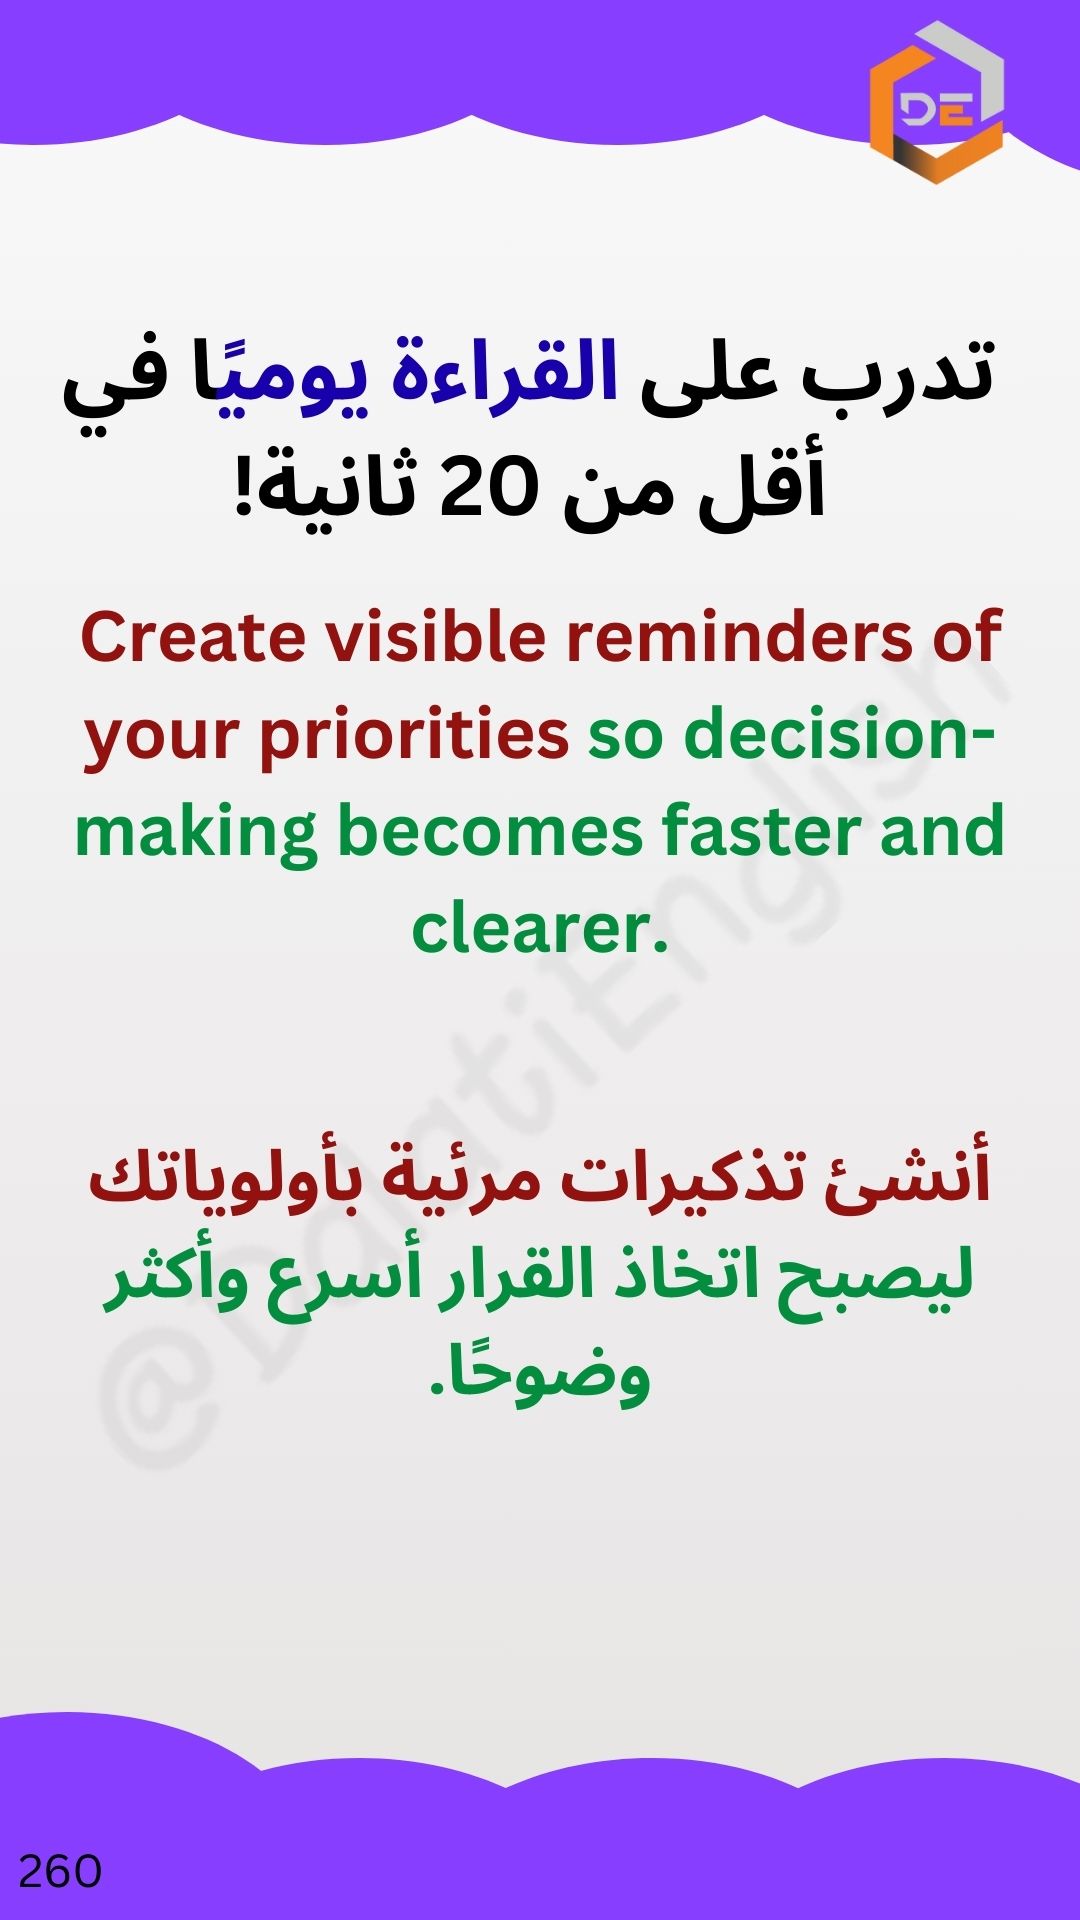 DE
تدرب على القراءة يوميًا في
أقل من 20 ثانية!
Create visible reminders of
your priorities so decision-
making becomes faster and
clearer.
أنشئ تذكيرات مرئية بأولوياتك
ليصبح اتخاذ القرار أسرع وأكثر
وضوحًا.
@DalatiEnglish
260